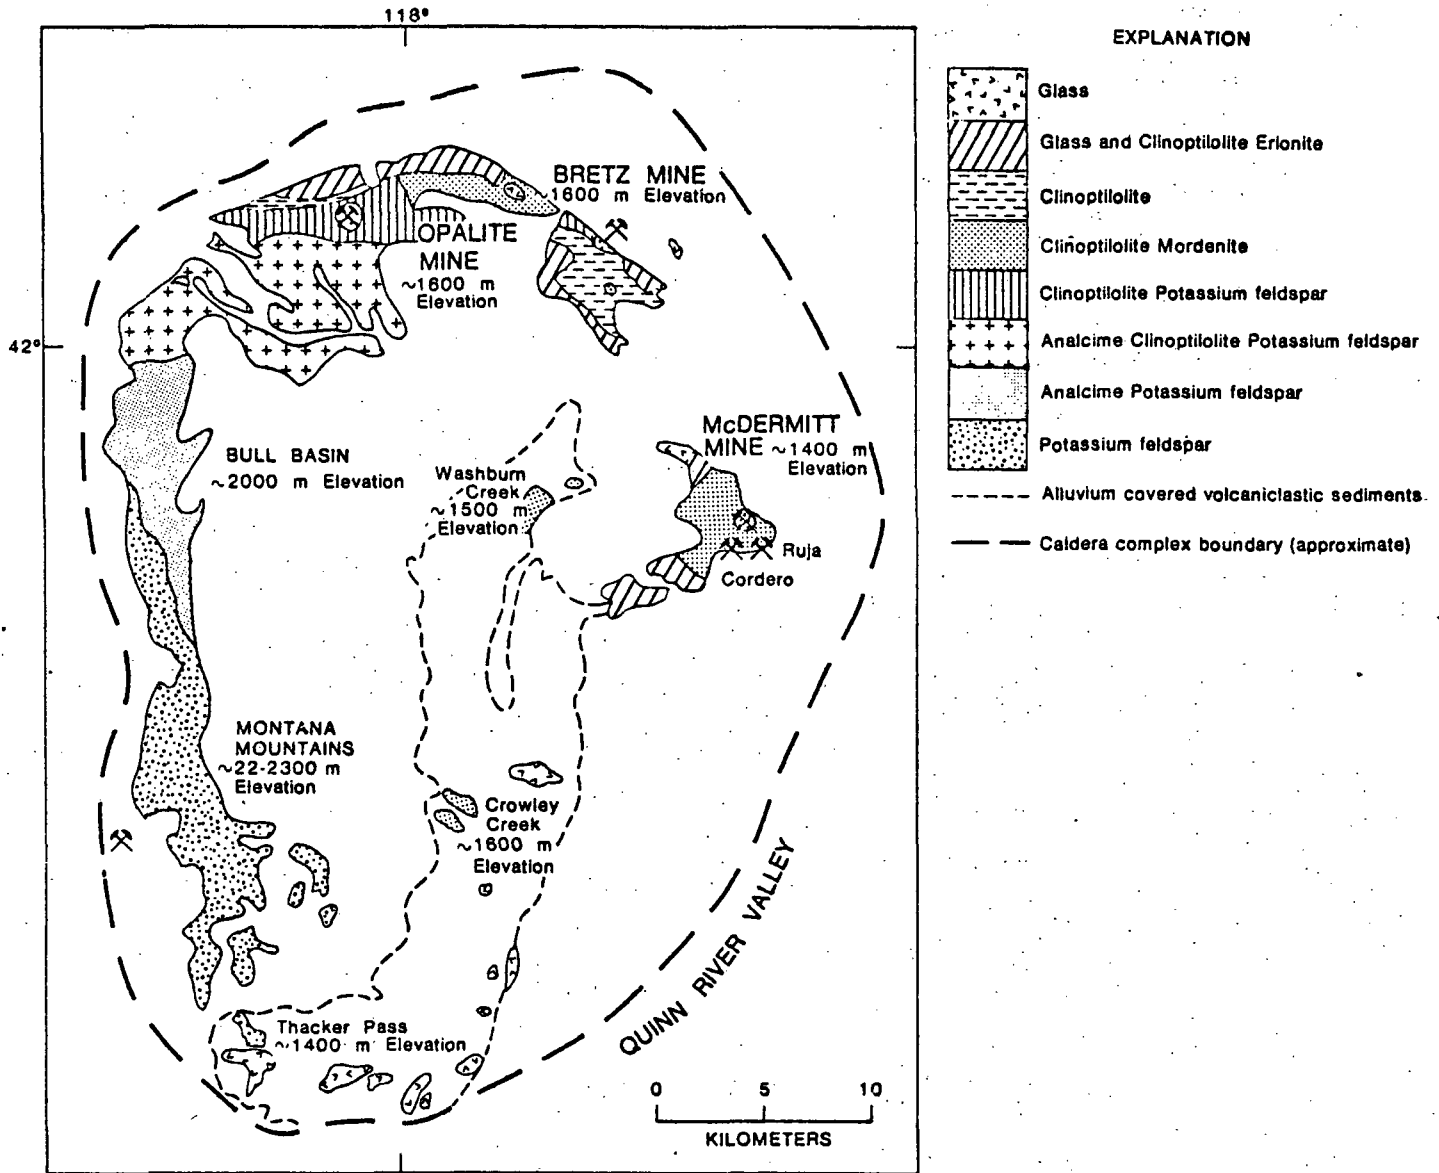 118°
42°
BRETZ MINE
~1600 m Elevation
OPALITE
MINE
~1600 m
Elevation
BULL BASIN
~2000 m Elevation
Washburn
Creek
~1500 m
Elevation
McDERMITT
MINE ~1400 m
Elevation
Ruja
Cordero
MONTANA
MOUNTAINS
~22-2300 m
Elevation
Crowley
Creek
~1600 m
Elevation
Thacker Pass
~1400 m Elevation
QUINN RIVER VALLEY
0 5 10
KILOMETERS
EXPLANATION
Glass
Glass and Clinoptilolite Erionite
Clinoptilolite
Clinoptilolite Mordenite
Clinoptilolite Potassium feldspar
Analcime Clinoptilolite Potassium feldspar
Analcime Potassium feldspar
Potassium feldspar
Alluvium covered volcaniclastic sediments
Caldera complex boundary (approximate)